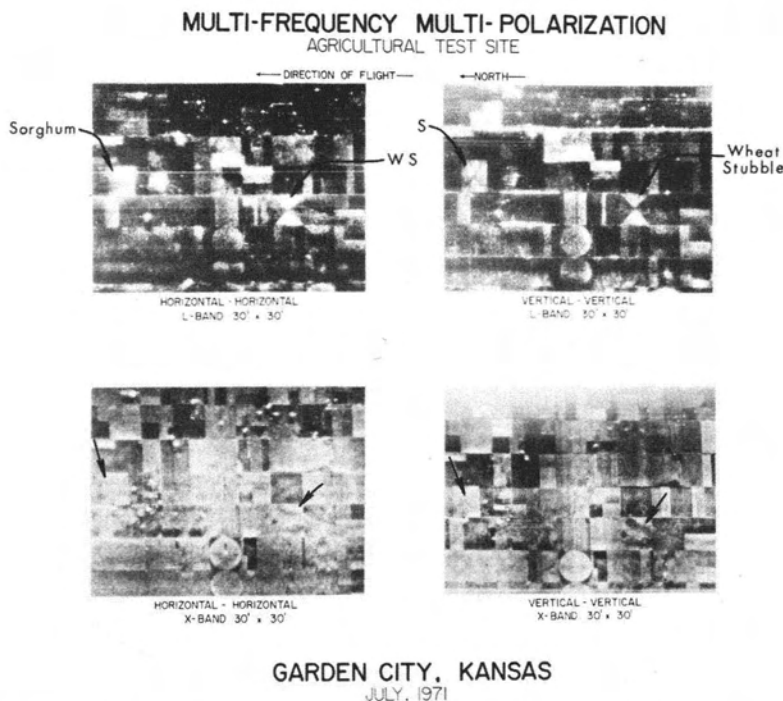 MULTI-FREQUENCY MULTI-POLARIZATION
AGRICULTURAL TEST SITE
DIRECTION OF FLIGHT
NORTH
Sorghum
WS
S
Wheat
Stubble
HORIZONTAL - HORIZONTAL
L-BAND 30' x 30'
VERTICAL - VERTICAL
L-BAND 30' x 30'
HORIZONTAL - HORIZONTAL
X-BAND 30' x 30'
VERTICAL - VERTICAL
X-BAND 30' x 30'
GARDEN CITY, KANSAS
JULY, 1971